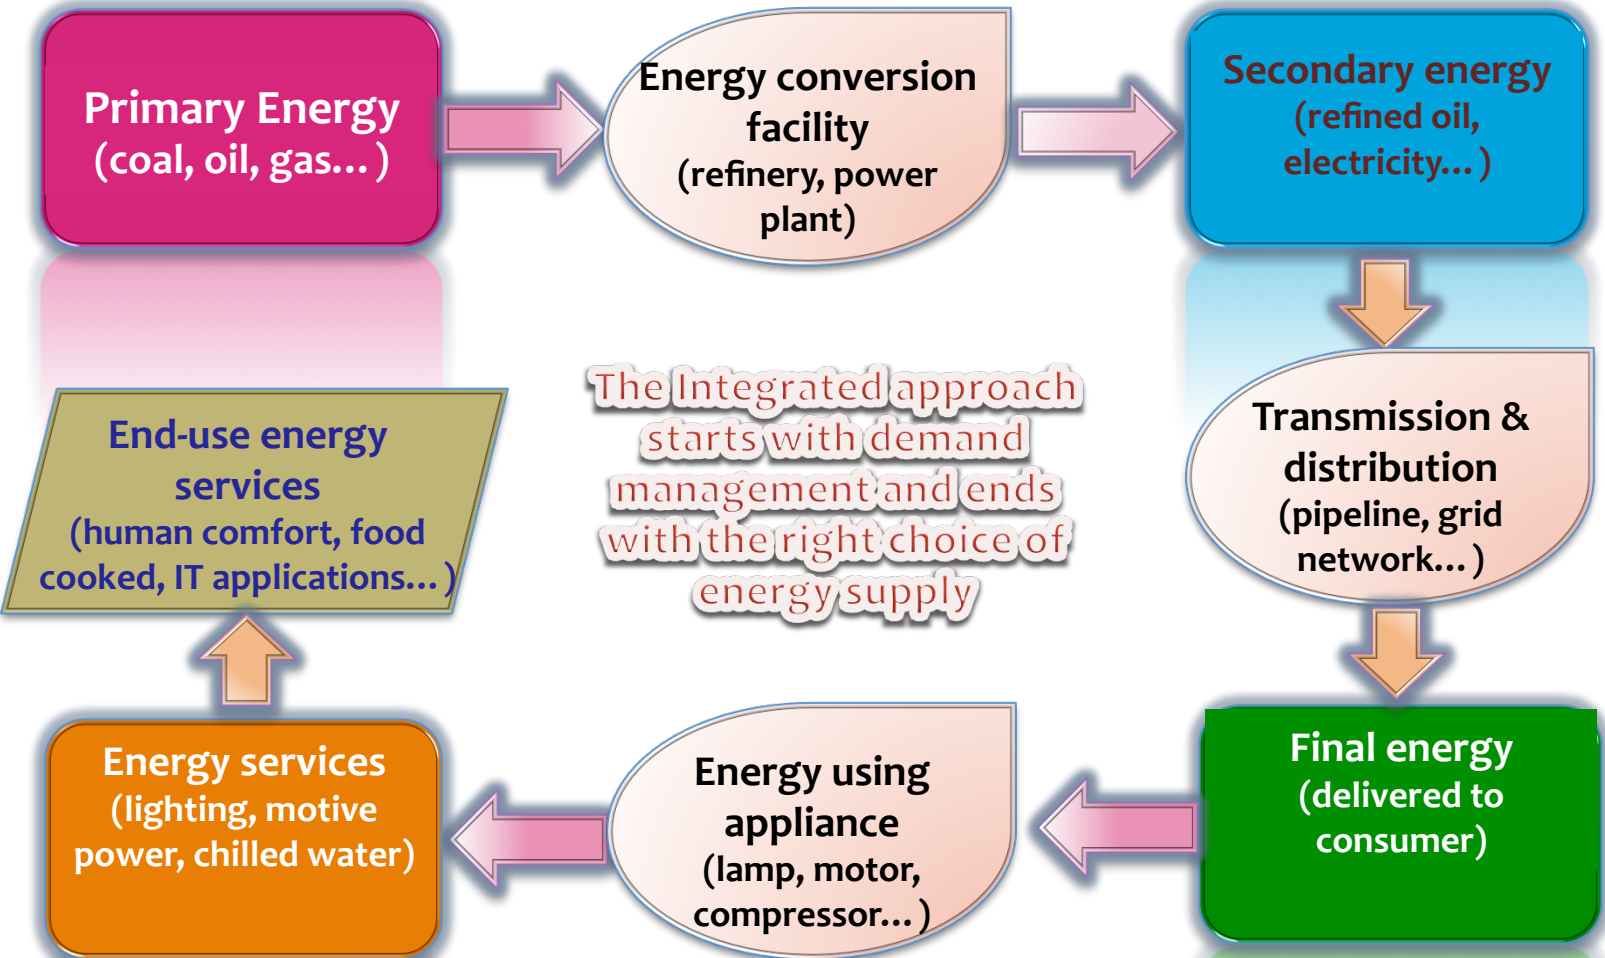 Primary Energy
(coal, oil, gas...)
Energy conversion
facility
(refinery, power
plant)
Secondary energy
(refined oil,
electricity...)
Transmission &
distribution
(pipeline, grid
network...)
Final energy
(delivered to
consumer)
Energy using
appliance
(lamp, motor,
compressor...)
Energy services
(lighting, motive
power, chilled water)
End-use energy
services
(human comfort, food
cooked, IT applications...)
The Integrated approach
starts with demand
management and ends
with the right choice of
energy supply